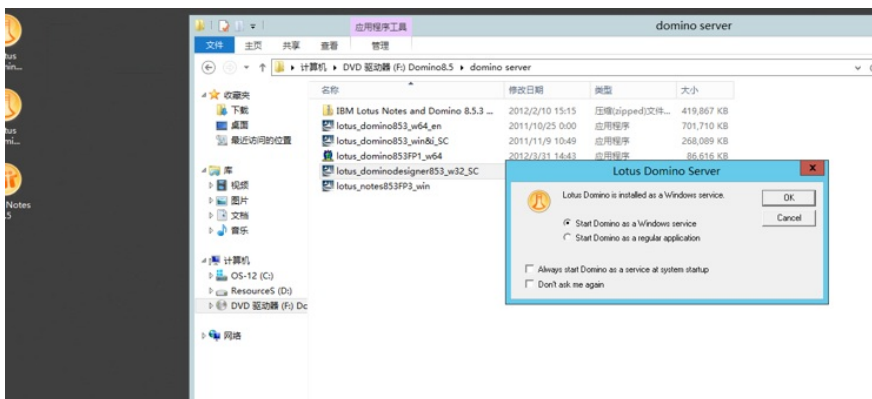 应用程序工具
domino server
文件 主页 共享 查看 管理
计算机 DVD 驱动器 (F:) Domino8.5 domino server
名称 修改日期 类型 大小
收藏夹
下载
桌面
最近访问的位置
库
视频
图片
文档
音乐
计算机
OS-12 (C:)
ResourceS (D:)
DVD 驱动器 (F:) Dc
网络
IBM Lotus Notes and Domino 8.5.3 ... 2012/2/10 15:15 压缩(zipped)文件... 419,867 KB
lotus_domino853_w64_en 2011/10/25 0:00 应用程序 701,710 KB
lotus_domino853_win&i_SC 2011/11/9 10:49 应用程序 268,089 KB
lotus_domino853FP1_w64 2012/3/31 14:43 应用程序 86,616 KB
lotus_dominodesigner853_w32_SC
lotus_notes853FP3_win
Lotus Domino Server
Lotus Domino is installed as a Windows service.
OK
Cancel
Start Domino as a Windows service
Start Domino as a regular application
Always start Domino as a service at system startup
Don't ask me again
Notes